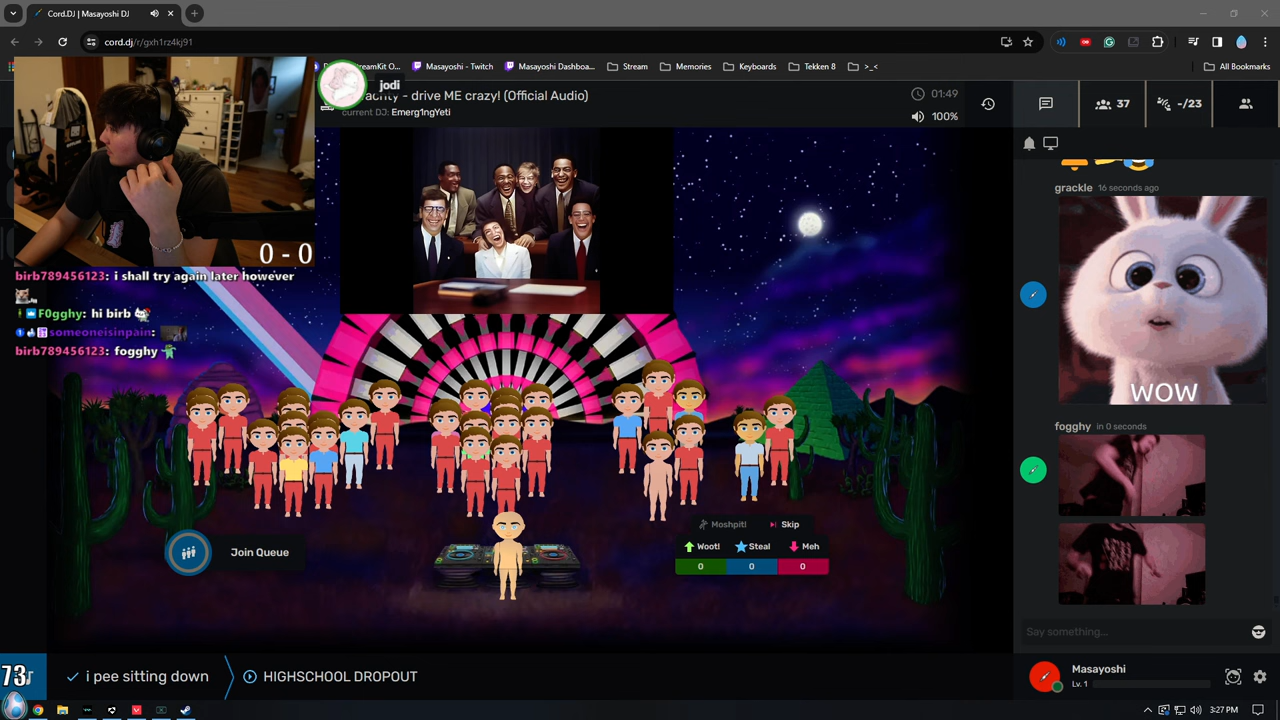 Cord.DJ | Masayoshi DJ
cord.dj/r/gxh1rz4kj91
StreamKit O...
Masayoshi - Twitch
Masayoshi Dashboa...
Stream
Memories
Keyboards
Tekken 8
>_<
All Bookmarks
jodi
achty - drive ME crazy! (Official Audio)
current DJ: Emerg1ngYeti
01:49
100%
37
-/23
0 - 0
birb789456123: i shall try again later however
F0gghy: hi birb
someoneisinpain:
birb789456123: fogghy
grackle 16 seconds ago
WOW
fogghy in 0 seconds
Join Queue
Moshpit!
Skip
Woot!
Steal
Meh
0
0
0
Say something...
73
i pee sitting down
HIGHSCHOOL DROPOUT
Masayoshi
Lv. 1
3:27 PM